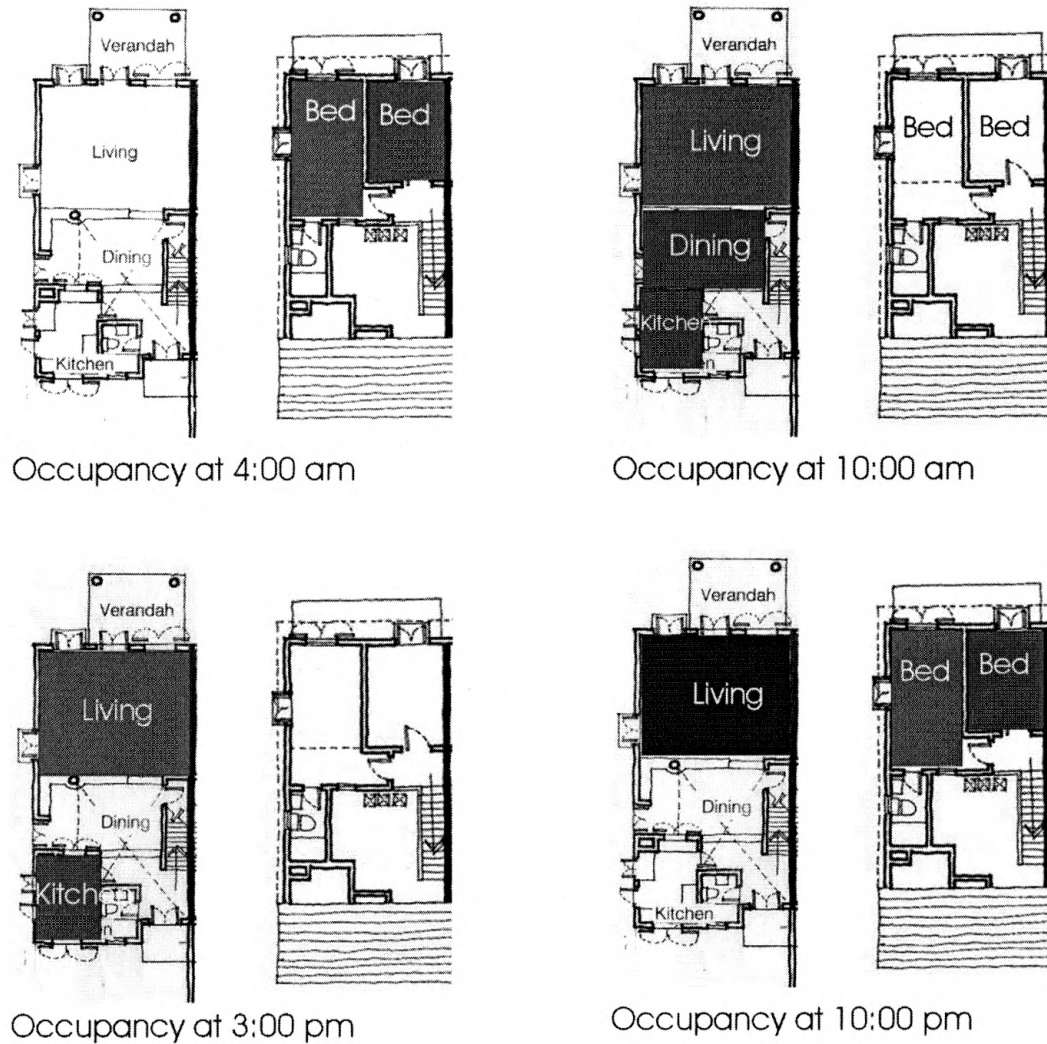 Verandah
Bed
Bed
Living
Dining
Kitchen
Occupancy at 4:00 am
Verandah
Living
Bed
Bed
Dining
Kitchen
Occupancy at 10:00 am
Verandah
Living
Dining
Kitch
Occupancy at 3:00 pm
Verandah
Living
Bed
Bed
Dining
Kitchen
Occupancy at 10:00 pm